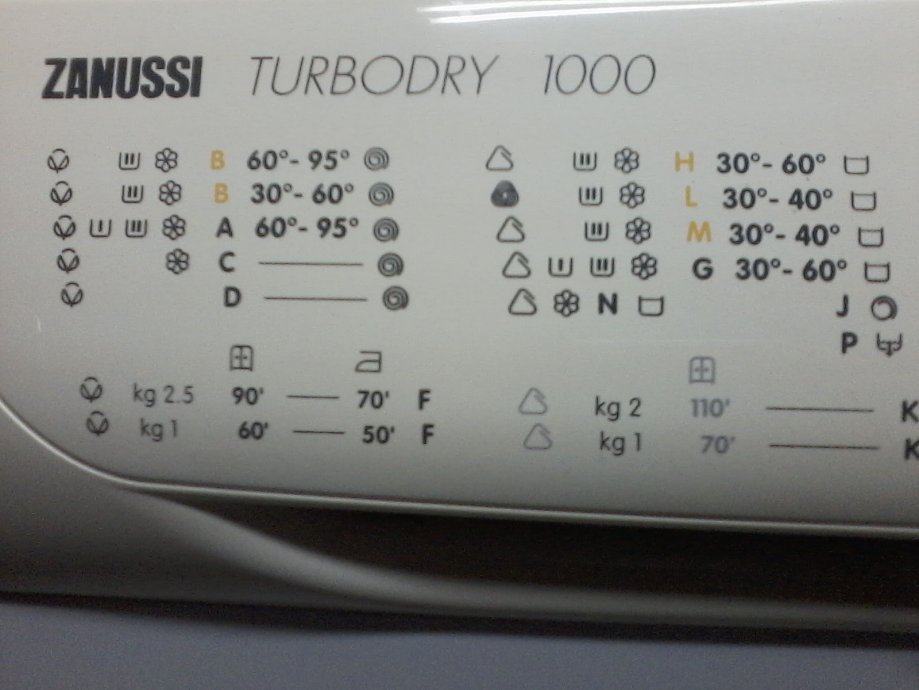 ZANUSSI TURBODRY 1000
B 60°- 95°
B 30°- 60°
A 60°- 95°
C
D
H 30°- 60°
L 30°- 40°
M 30°- 40°
G 30°- 60°
N J
P
kg 2.5 90' 70' F
kg 1 60' 50' F
kg 2 110' K
kg 1 70' K